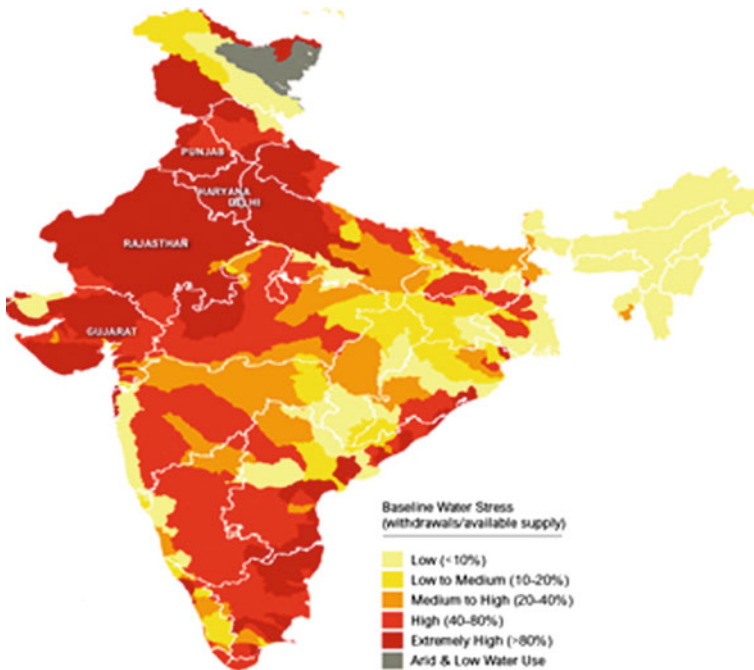 PUNJAB
HARYANA
DELHI
RAJASTHAN
GUJARAT
Baseline Water Stress
(withdrawals/available supply)
Low (<10%)
Low to Medium (10-20%)
Medium to High (20-40%)
High (40-80%)
Extremely High (>80%)
Arid & Low Water Use